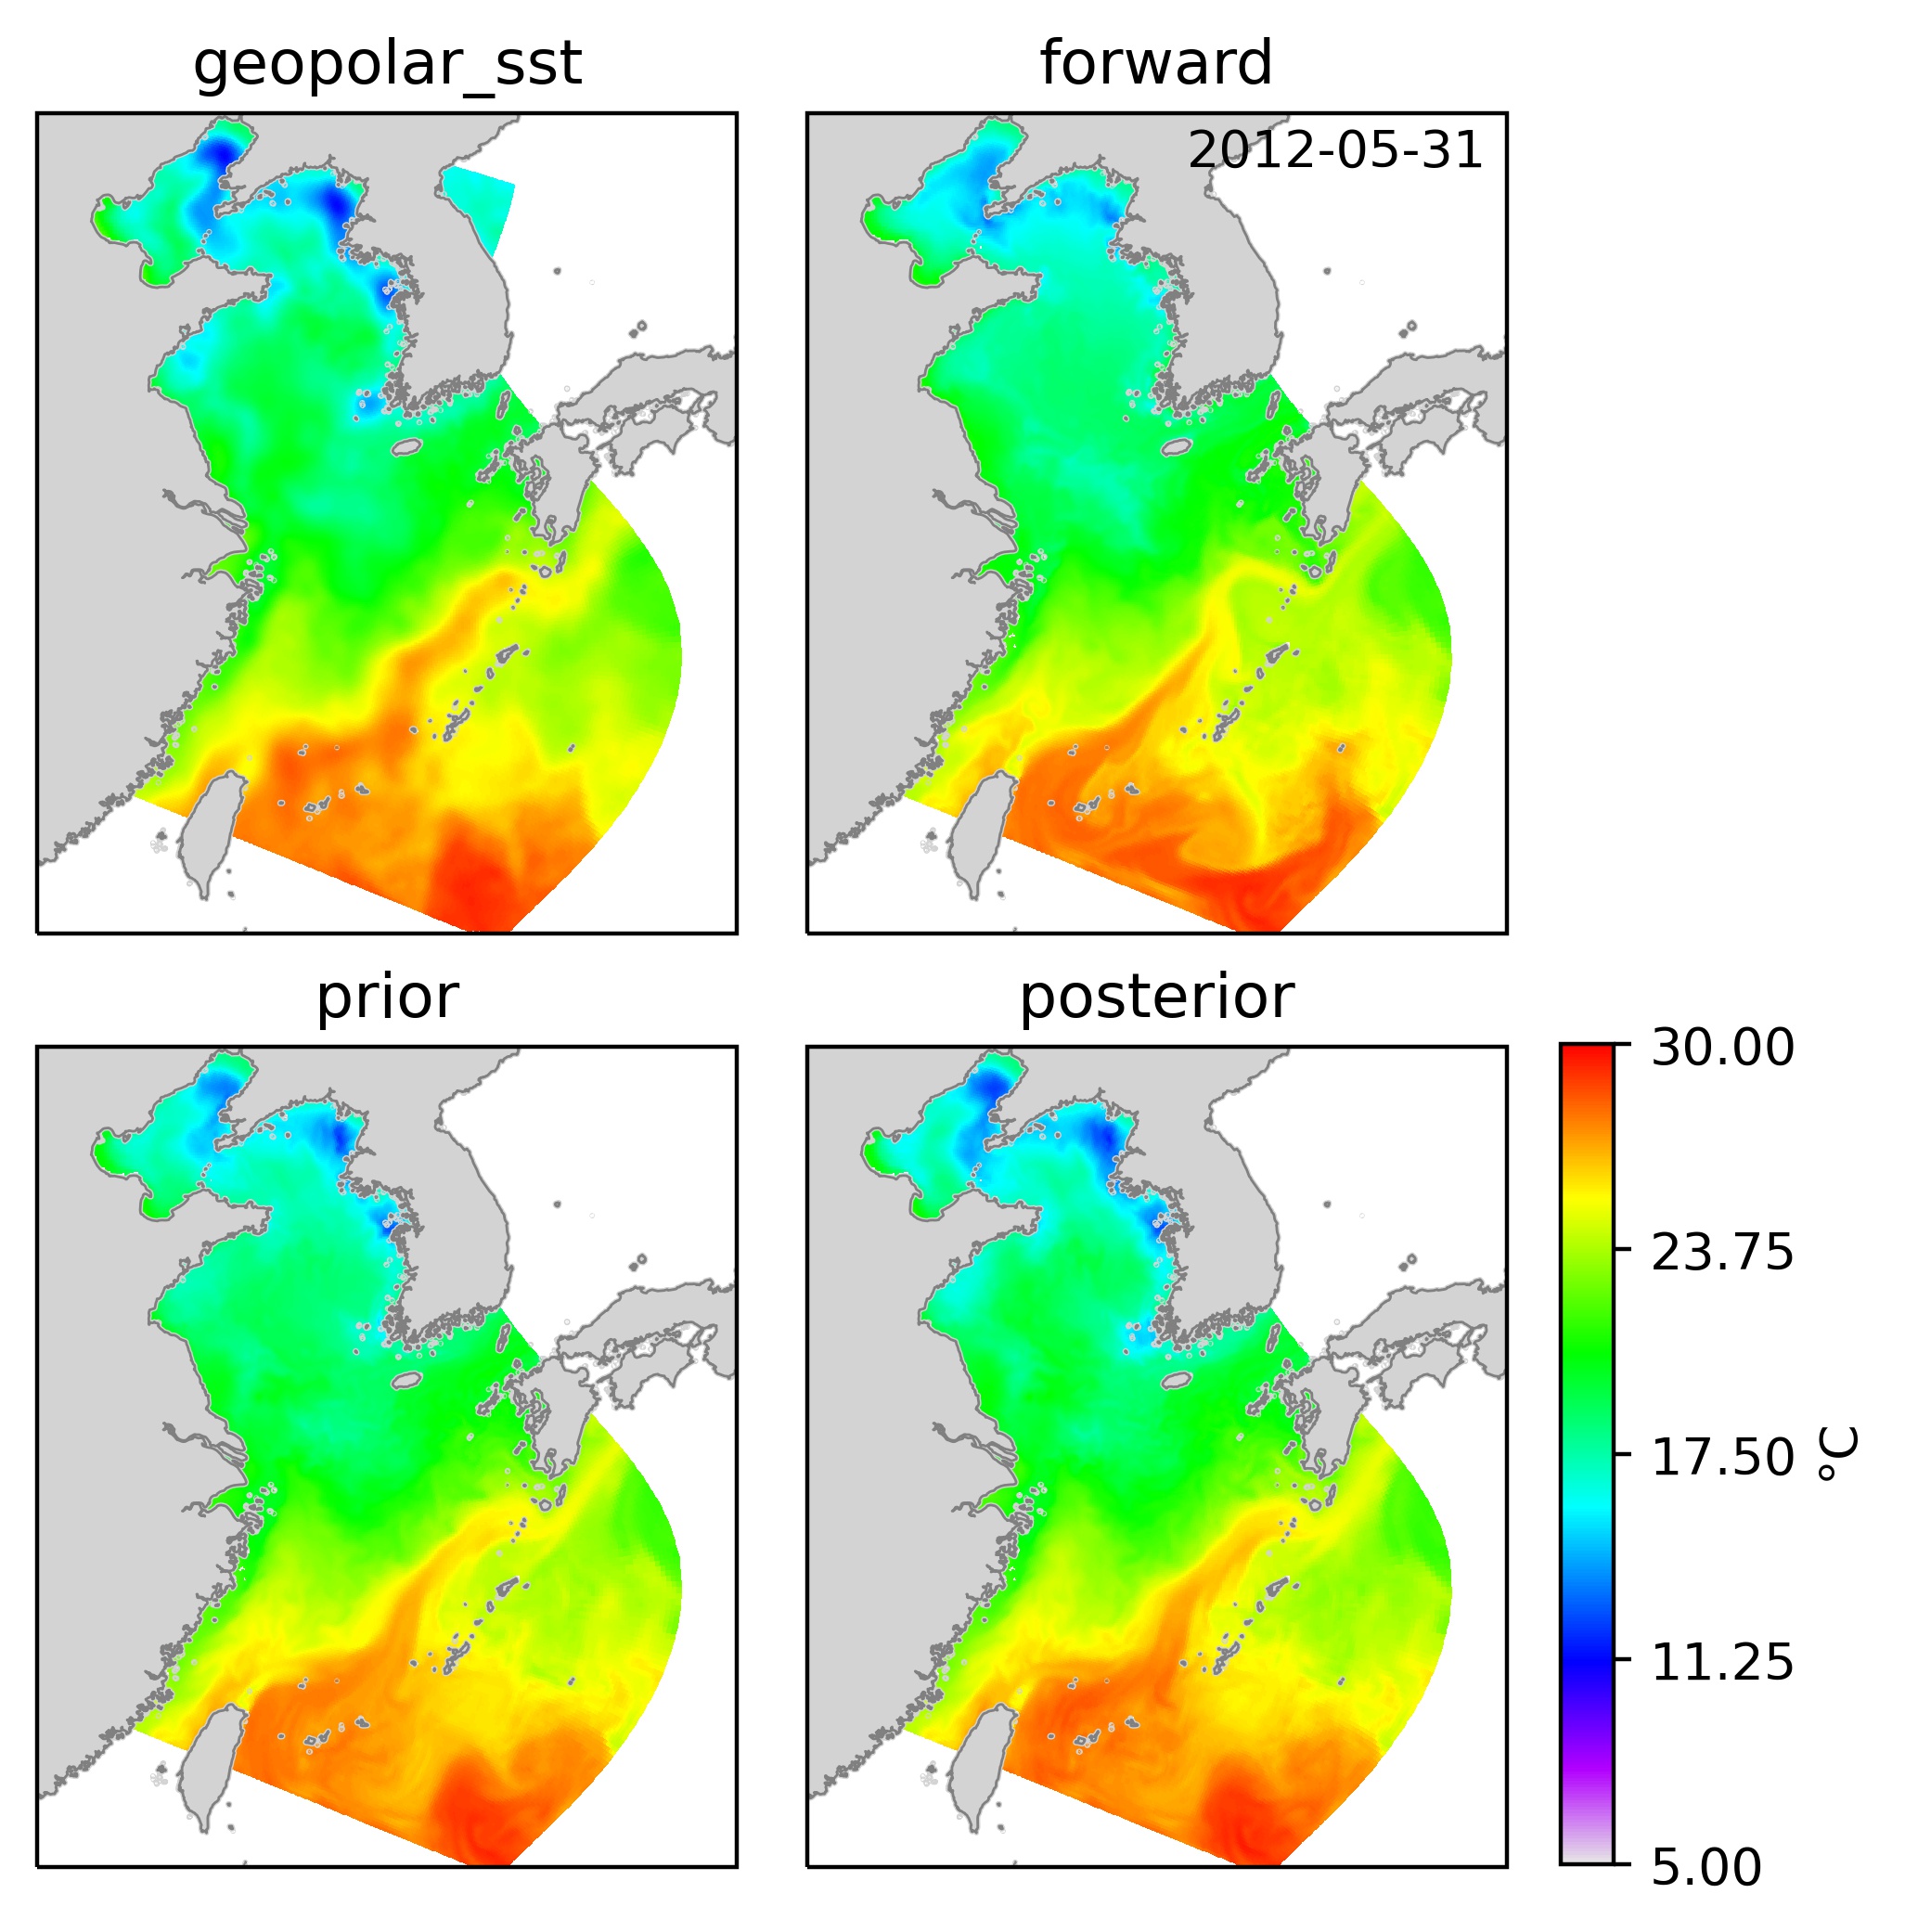 geopolar_sst
forward
2012-05-31
prior
posterior
30.00
23.75
17.50
11.25
5.00
°C